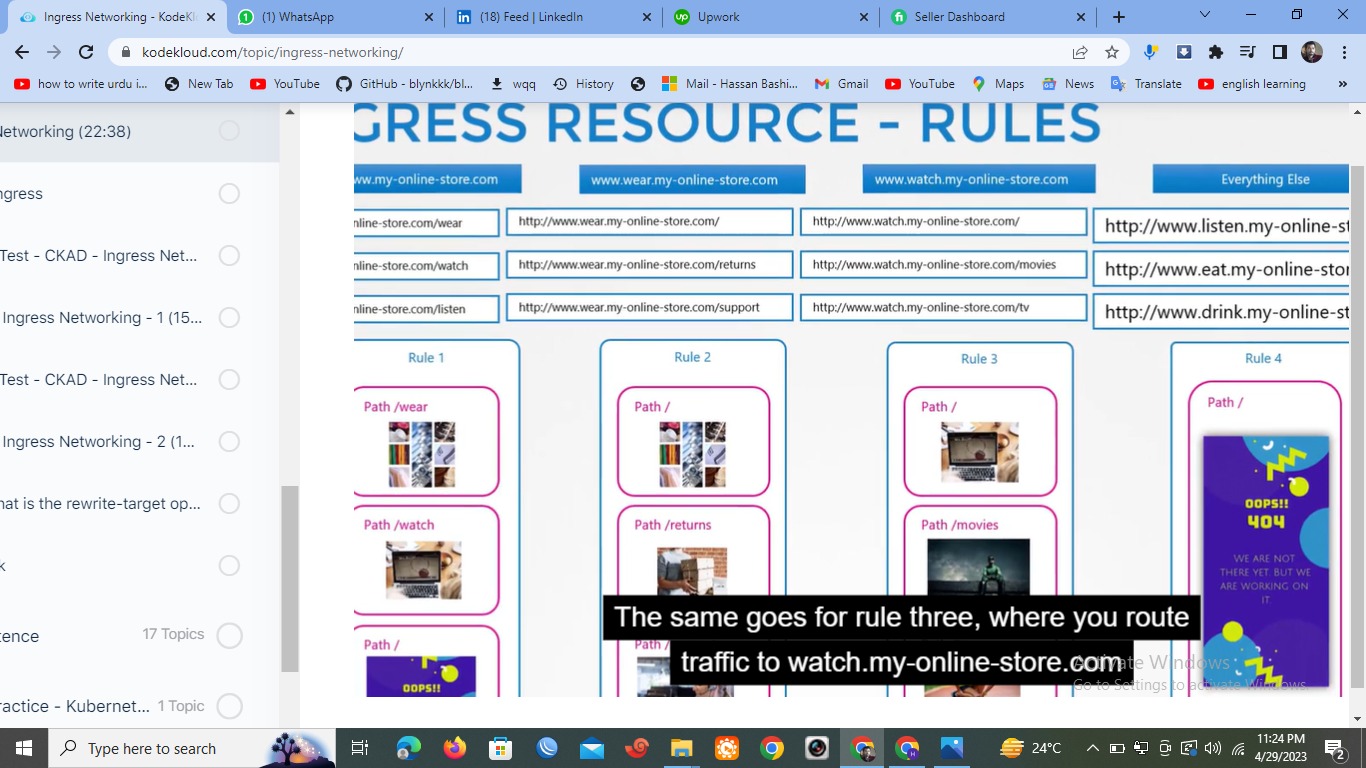 Ingress Networking - KodeKl
(1) WhatsApp
(18) Feed | LinkedIn
Upwork
Seller Dashboard
kodekloud.com/topic/ingress-networking/
how to write urdu i...
New Tab
YouTube
GitHub - blynkkk/bl...
wqq
History
Mail - Hassan Bashi...
Gmail
YouTube
Maps
News
Translate
english learning
»
Networking (22:38)
ngress
Test - CKAD - Ingress Net...
Ingress Networking - 1 (15...
Test - CKAD - Ingress Net...
Ingress Networking - 2 (1...
hat is the rewrite-target op...
k
tence
17 Topics
ractice - Kubernet...
1 Topic
GRESS RESOURCE - RULES
ww.my-online-store.com
www.wear.my-online-store.com
www.watch.my-online-store.com
Everything Else
nline-store.com/wear
http://www.wear.my-online-store.com/
http://www.watch.my-online-store.com/
http://www.listen.my-online-st
nline-store.com/watch
http://www.wear.my-online-store.com/returns
http://www.watch.my-online-store.com/movies
http://www.eat.my-online-stor
online-store.com/listen
http://www.wear.my-online-store.com/support
http://www.watch.my-online-store.com/tv
http://www.drink.my-online-st
Rule 1
Rule 2
Rule 3
Rule 4
Path /wear
Path /
Path /
Path /
OOPS!!
404
WE ARE NOT
THERE YET. BUT WE
ARE WORKING ON
IT.
Path /watch
Path /returns
Path /movies
Path /
OOPS!!
The same goes for rule three, where you route
traffic to watch.my-online-store.com
Activate Windows
Go to Settings to activate Windows.
Type here to search
24°C
11:24 PM
4/29/2023
2